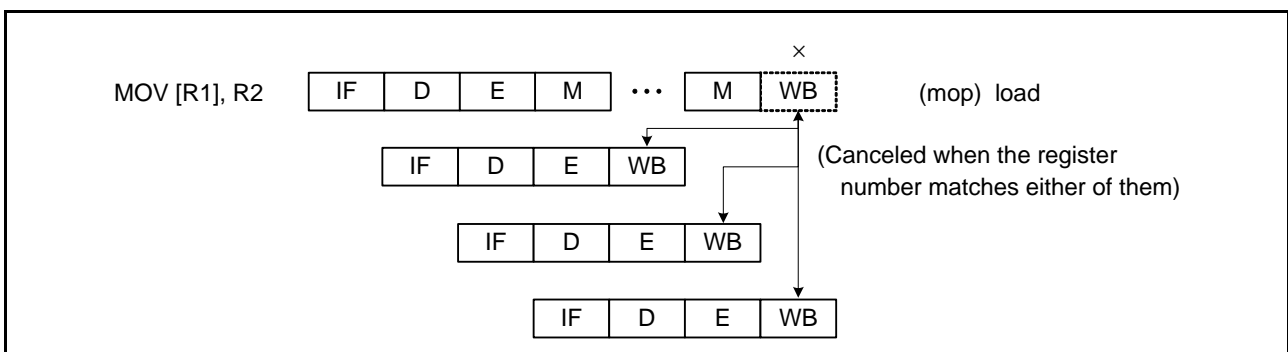 ×
MOV [R1], R2 IF D E M ••• M WB (mop) load
IF D E WB (Canceled when the register
number matches either of them)
IF D E WB
IF D E WB